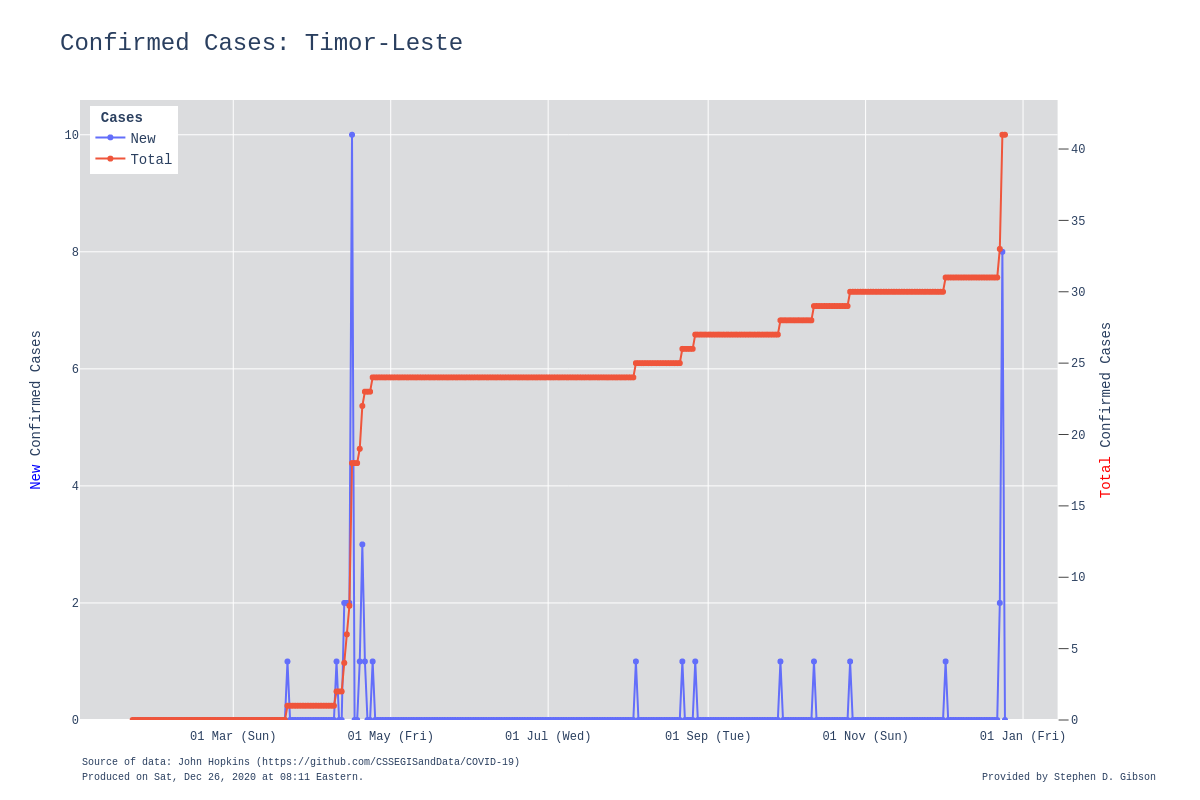 Confirmed Cases: Timor-Leste
Cases
New
Total
10
8
6
4
2
0
40
35
30
25
20
15
10
5
0
New Confirmed Cases
Total Confirmed Cases
01 Mar (Sun)
01 May (Fri)
01 Jul (Wed)
01 Sep (Tue)
01 Nov (Sun)
01 Jan (Fri)
Source of data: John Hopkins (https://github.com/CSSEGISandData/COVID-19)
Produced on Sat, Dec 26, 2020 at 08:11 Eastern.
Provided by Stephen D. Gibson